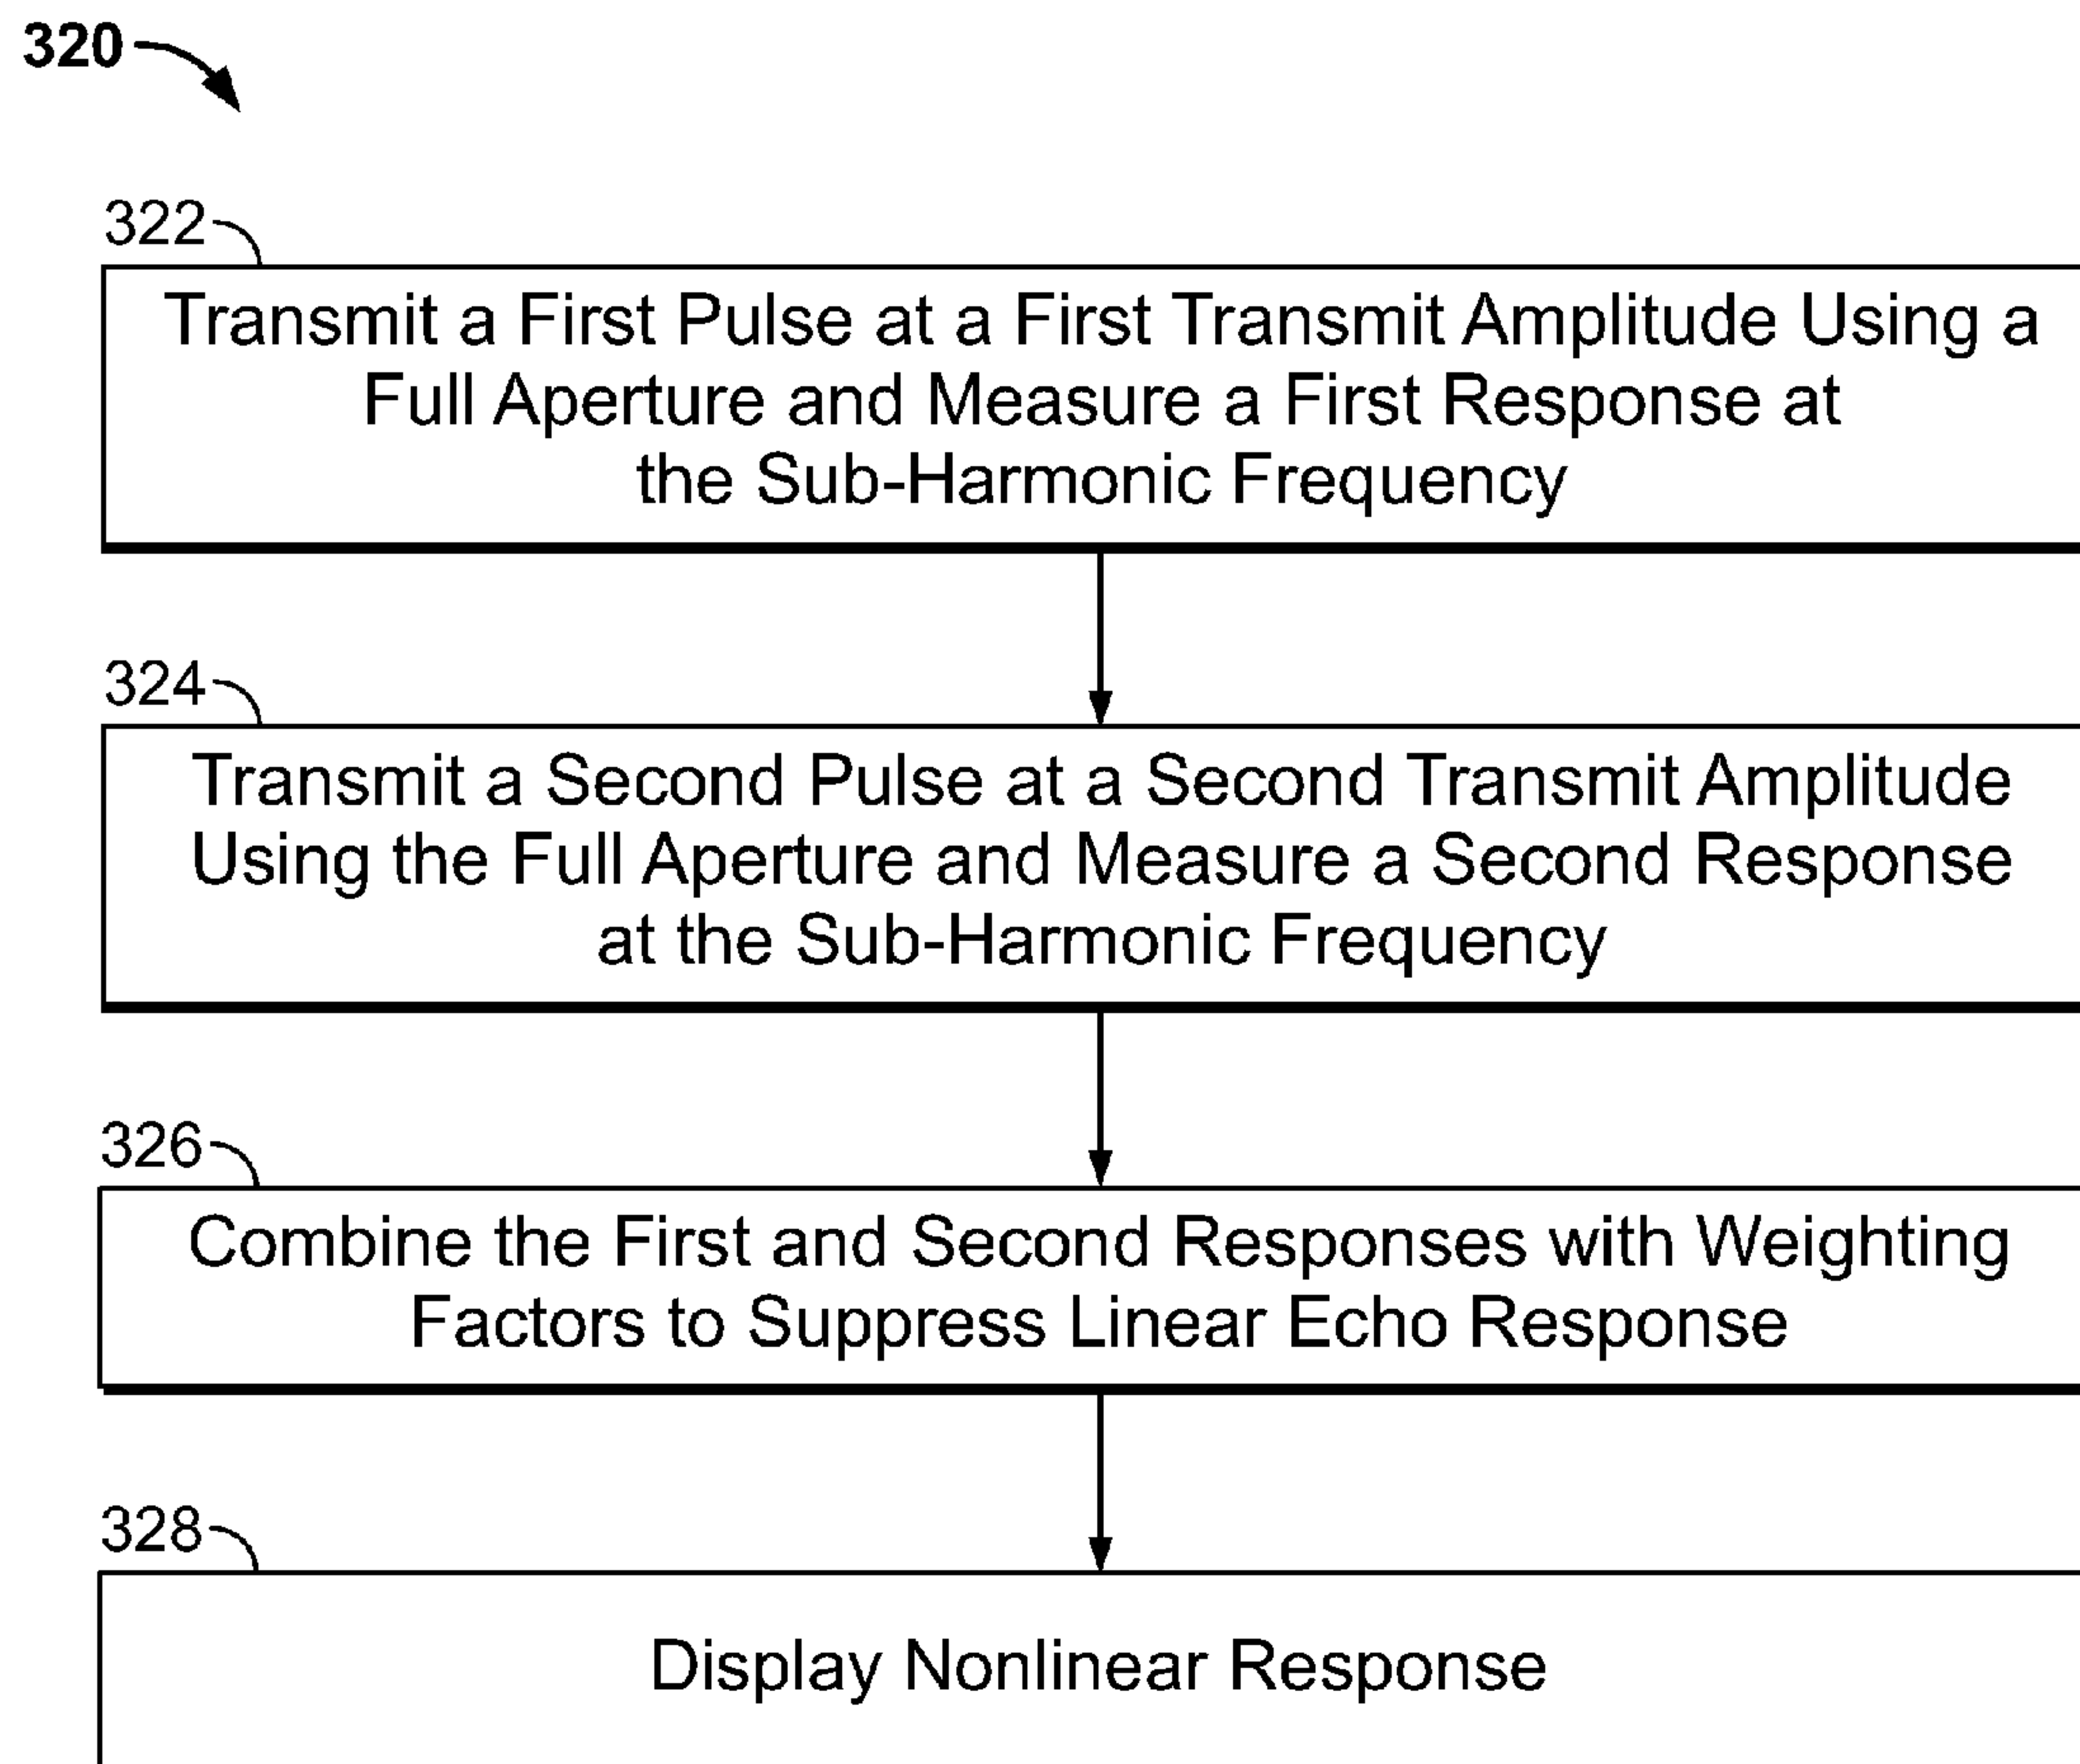 320
322
Transmit a First Pulse at a First Transmit Amplitude Using a
Full Aperture and Measure a First Response at
the Sub-Harmonic Frequency
324
Transmit a Second Pulse at a Second Transmit Amplitude
Using the Full Aperture and Measure a Second Response
at the Sub-Harmonic Frequency
326
Combine the First and Second Responses with Weighting
Factors to Suppress Linear Echo Response
328
Display Nonlinear Response